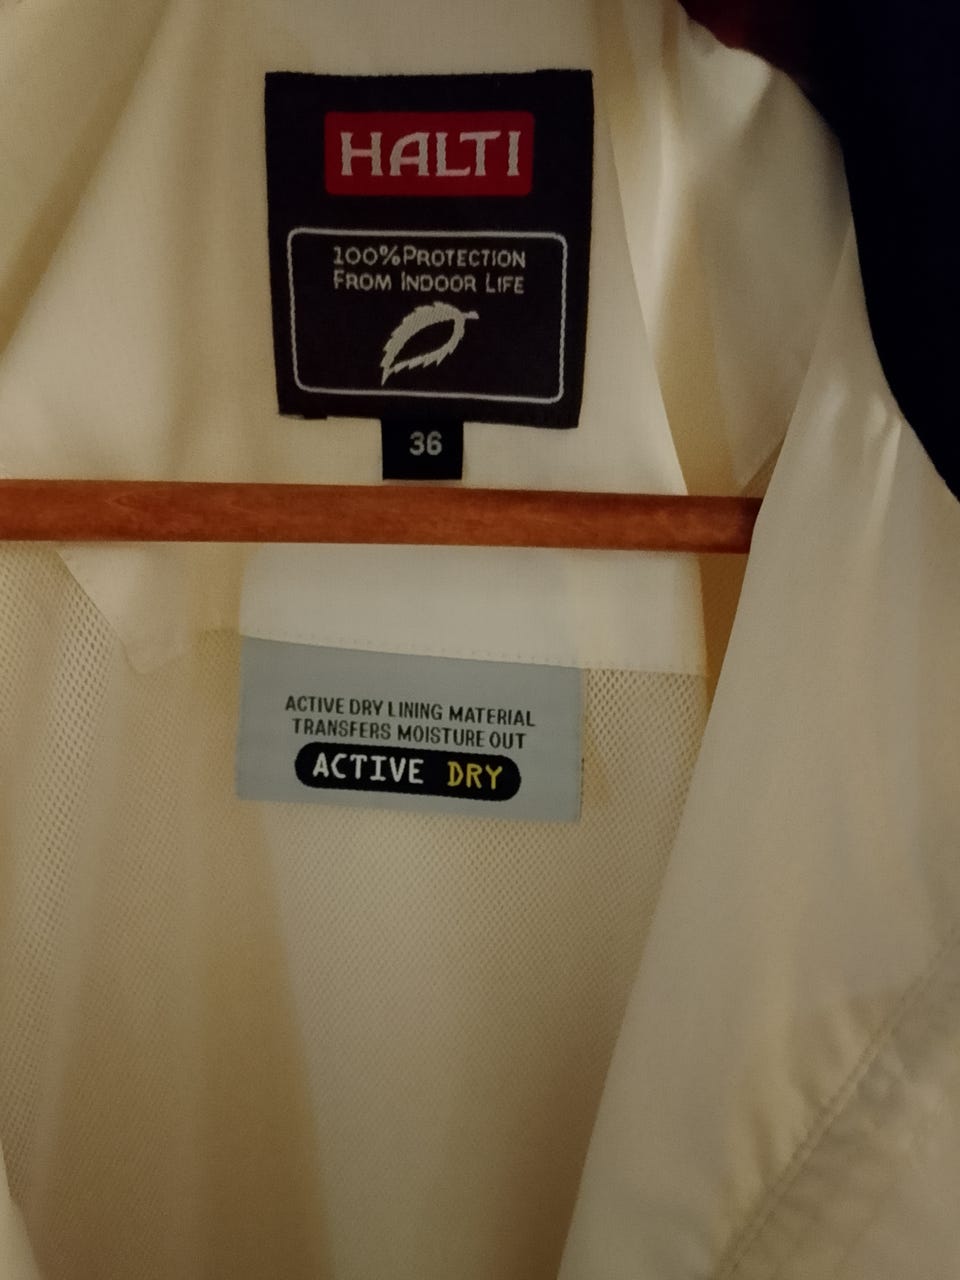 HALTI
100% PROTECTION
FROM INDOOR LIFE
36
ACTIVE DRY LINING MATERIAL
TRANSFERS MOISTURE OUT
ACTIVE DRY